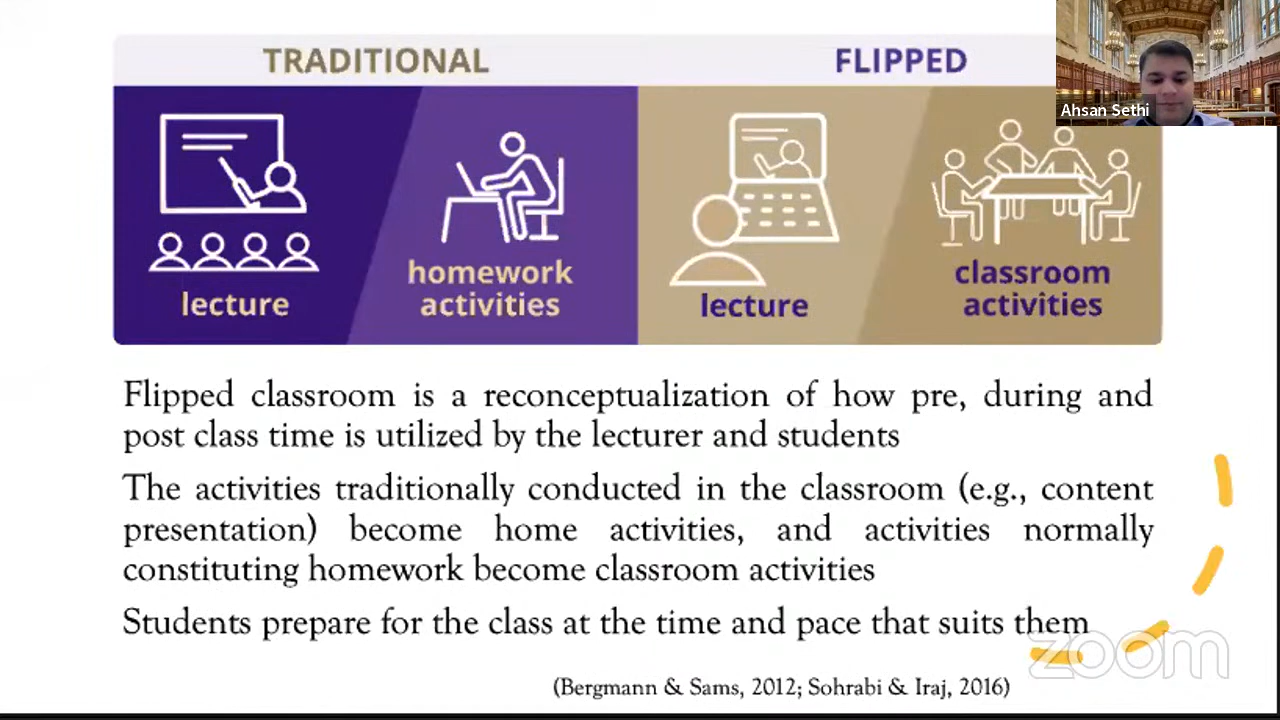 TRADITIONAL
FLIPPED
Ahsan Sethi
lecture
homework
activities
lecture
classroom
activities
Flipped classroom is a reconceptualization of how pre, during and
post class time is utilized by the lecturer and students
The activities traditionally conducted in the classroom (e.g., content
presentation) become home activities, and activities normally
constituting homework become classroom activities
Students prepare for the class at the time and pace that suits them
zoom
(Bergmann & Sams, 2012; Sohrabi & Iraj, 2016)